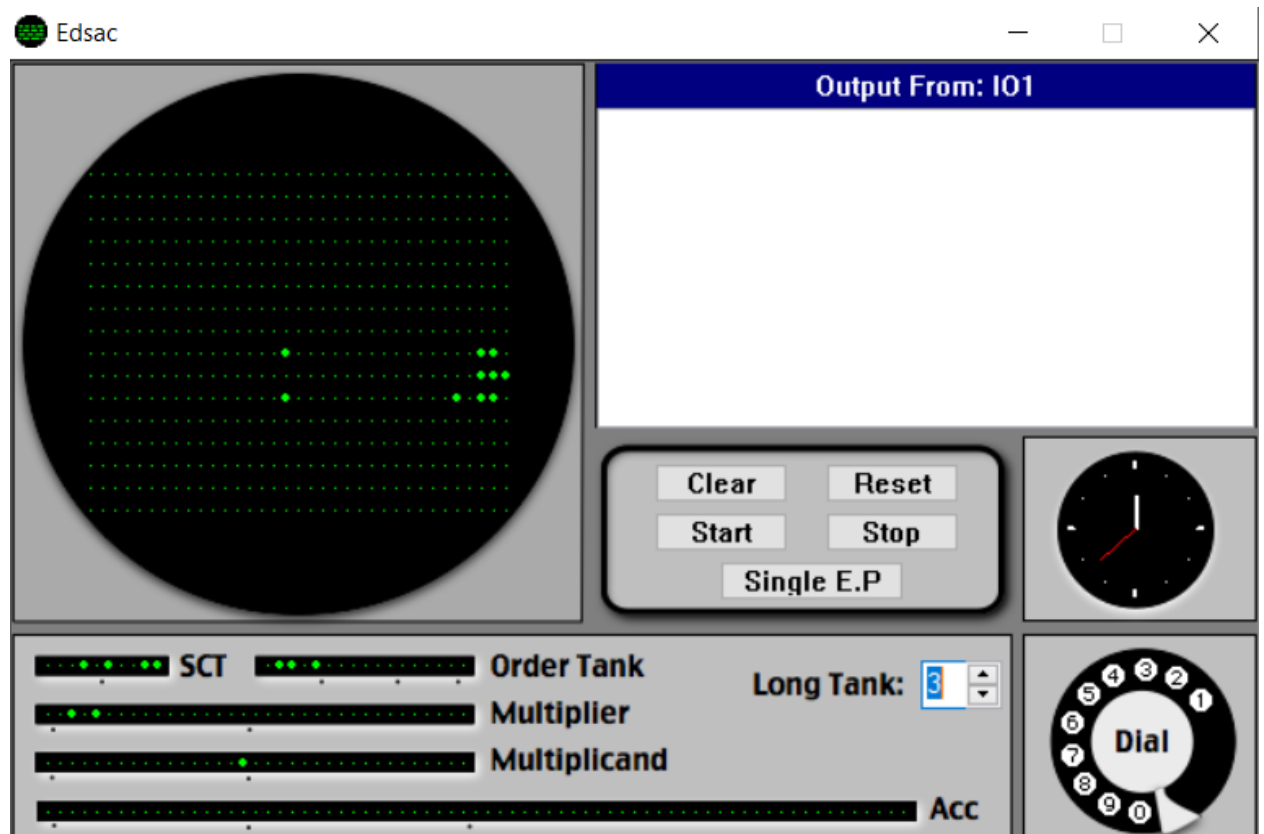 Edsac
Output From: IO1
Clear Reset
Start Stop
Single E.P
SCT Order Tank
Long Tank: 3
Multiplier
Multiplicand
Acc
Dial
1
2
3
4
5
6
7
8
9
0